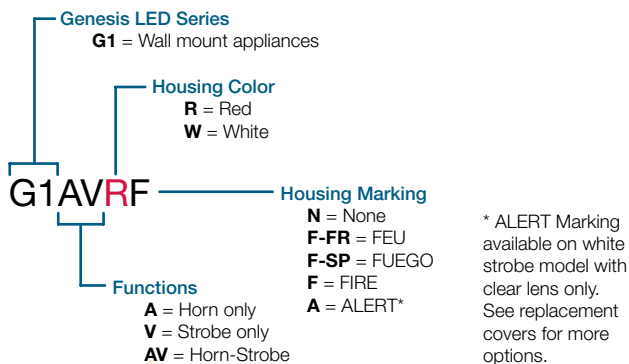 Genesis LED Series
G1 = Wall mount appliances
Housing Color
R = Red
W = White
G1AVRF
Housing Marking
N = None
F-FR = FEU
F-SP = FUEGO
F = FIRE
A = ALERT*
Functions
A = Horn only
V = Strobe only
AV = Horn-Strobe
* ALERT Marking
available on white
strobe model with
clear lens only.
See replacement
covers for more
options.